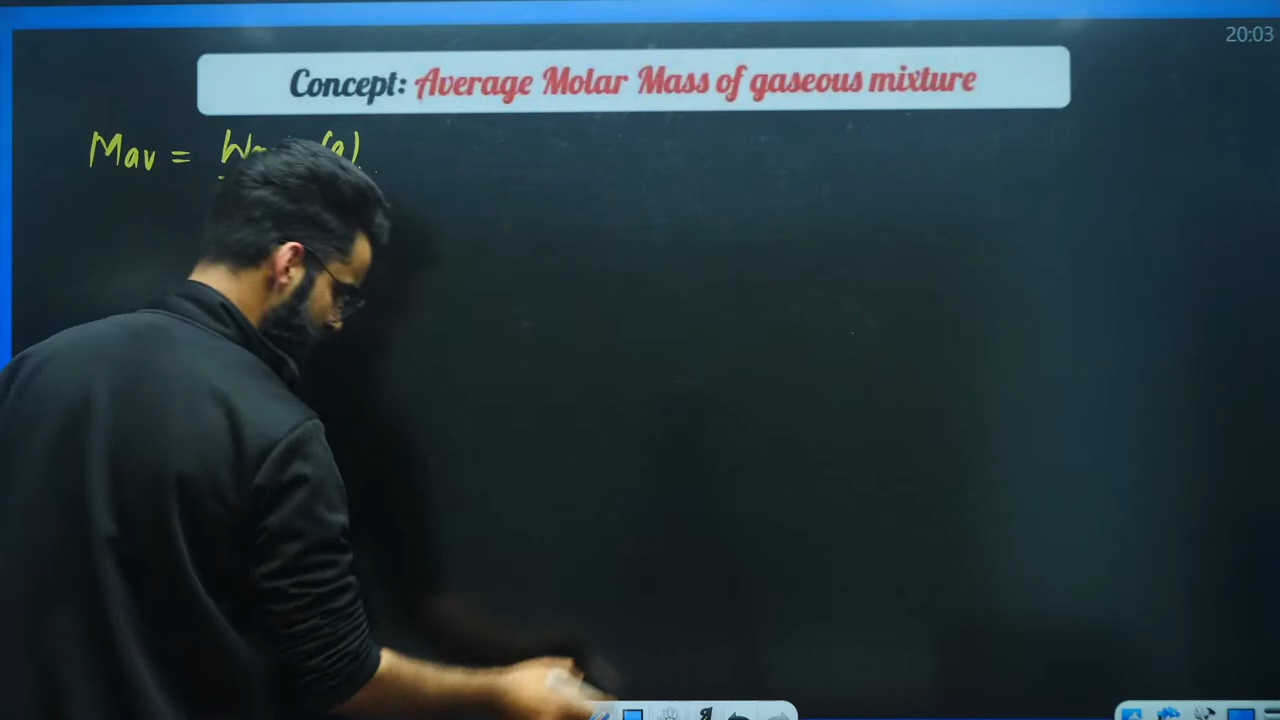 20:03
Concept: Average Molar Mass of gaseous mixture
Mav = (g)